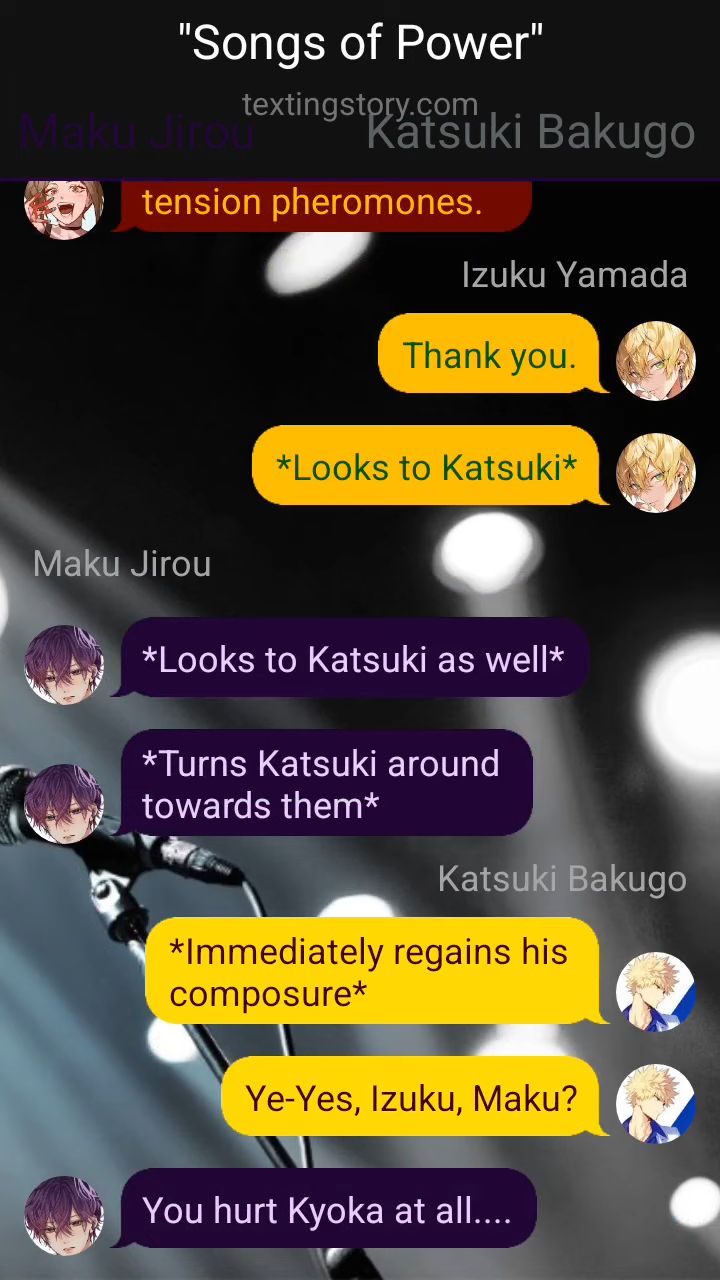 "Songs of Power"
textingstory.com
Maku Jirou
Katsuki Bakugo
tension pheromones.
Izuku Yamada
Thank you.
*Looks to Katsuki*
Maku Jirou
*Looks to Katsuki as well*
*Turns Katsuki around
towards them*
Katsuki Bakugo
*Immediately regains his
composure*
Ye-Yes, Izuku, Maku?
You hurt Kyoka at all....